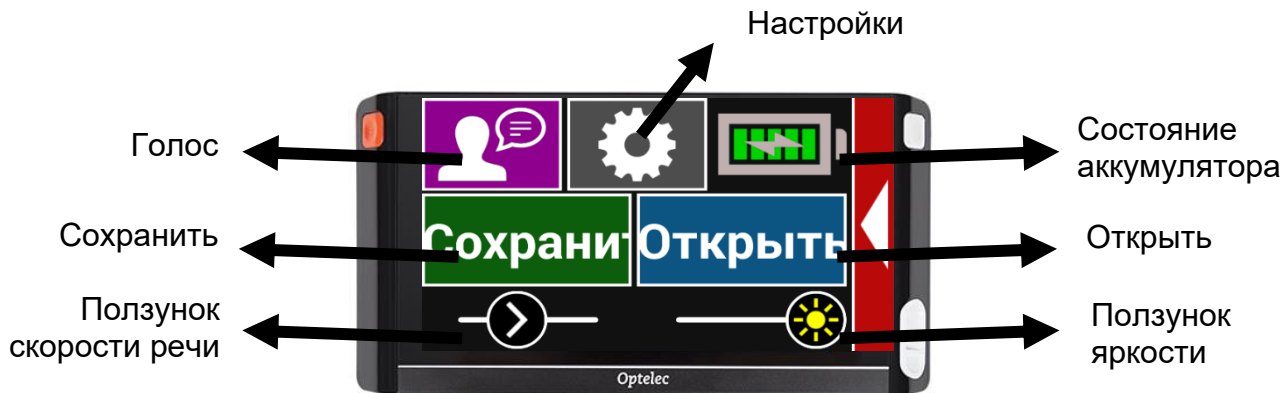 Настройки
Голос
Состояние
аккумулятора
Сохранить
Сохранит
Открыть
Открыть
Ползунок
скорости речи
Ползунок
яркости
Optelec